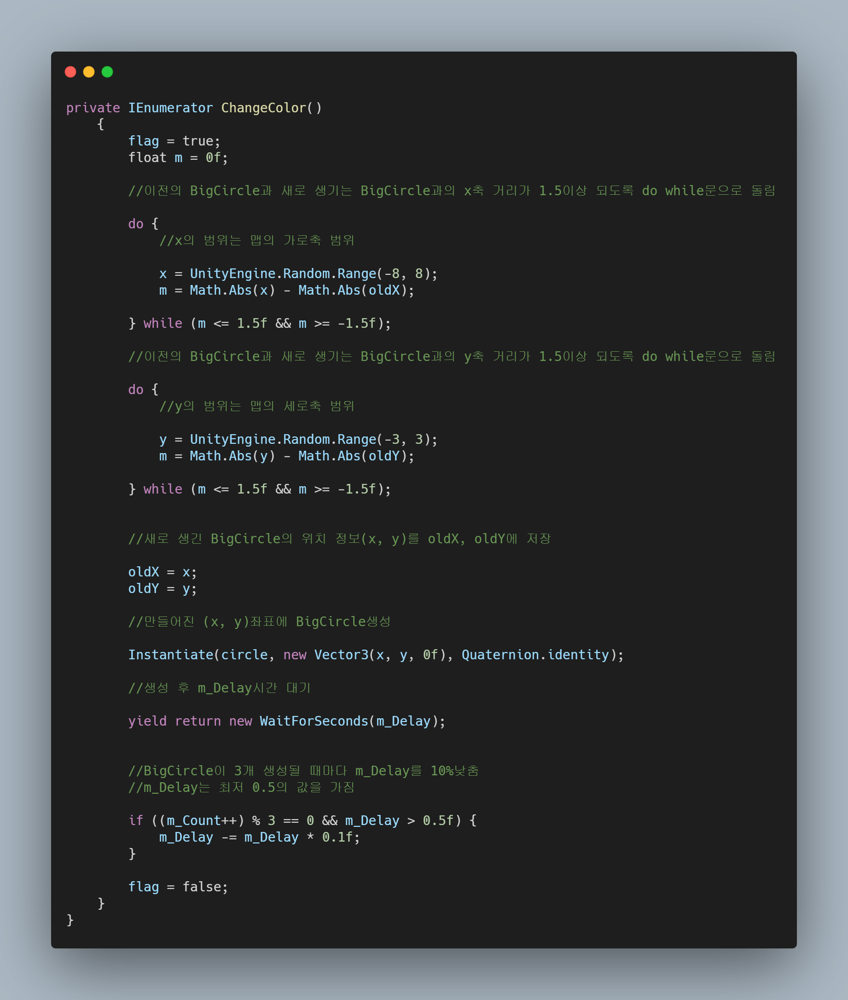 private IEnumerator ChangeColor()
    {
        flag = true;
        float m = 0f;

        //이전의 BigCircle과 새로 생기는 BigCircle과의 x축 거리가 1.5이상 되도록 do while문으로 돌림

        do {
            //x의 범위는 맵의 가로축 범위

            x = UnityEngine.Random.Range(-8, 8);
            m = Math.Abs(x) - Math.Abs(oldX);

        } while (m <= 1.5f && m >= -1.5f);

        //이전의 BigCircle과 새로 생기는 BigCircle과의 y축 거리가 1.5이상 되도록 do while문으로 돌림

        do {
            //y의 범위는 맵의 세로축 범위

            y = UnityEngine.Random.Range(-3, 3);
            m = Math.Abs(y) - Math.Abs(oldY);

        } while (m <= 1.5f && m >= -1.5f);


        //새로 생긴 BigCircle의 위치 정보(x, y)를 oldX, oldY에 저장

        oldX = x;
        oldY = y;

        //만들어진 (x, y)좌표에 BigCircle생성

        Instantiate(circle, new Vector3(x, y, 0f), Quaternion.identity);

        //생성 후 m_Delay시간 대기

        yield return new WaitForSeconds(m_Delay);


        //BigCircle이 3개 생성될 때마다 m_Delay를 10%낮춤
        //m_Delay는 최저 0.5의 값을 가짐

        if ((m_Count++) % 3 == 0 && m_Delay > 0.5f) {
            m_Delay -= m_Delay * 0.1f;
        }

        flag = false;
    }
}